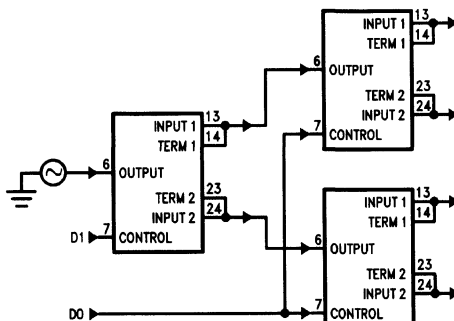 INPUT 1 13
TERM 1 14
6 OUTPUT
TERM 2 23
INPUT 2 24
7 CONTROL
INPUT 1 13
TERM 1 14
6 OUTPUT
TERM 2 23
INPUT 2 24
D1 7 CONTROL
INPUT 1 13
TERM 1 14
6 OUTPUT
TERM 2 23
INPUT 2 24
D0 7 CONTROL